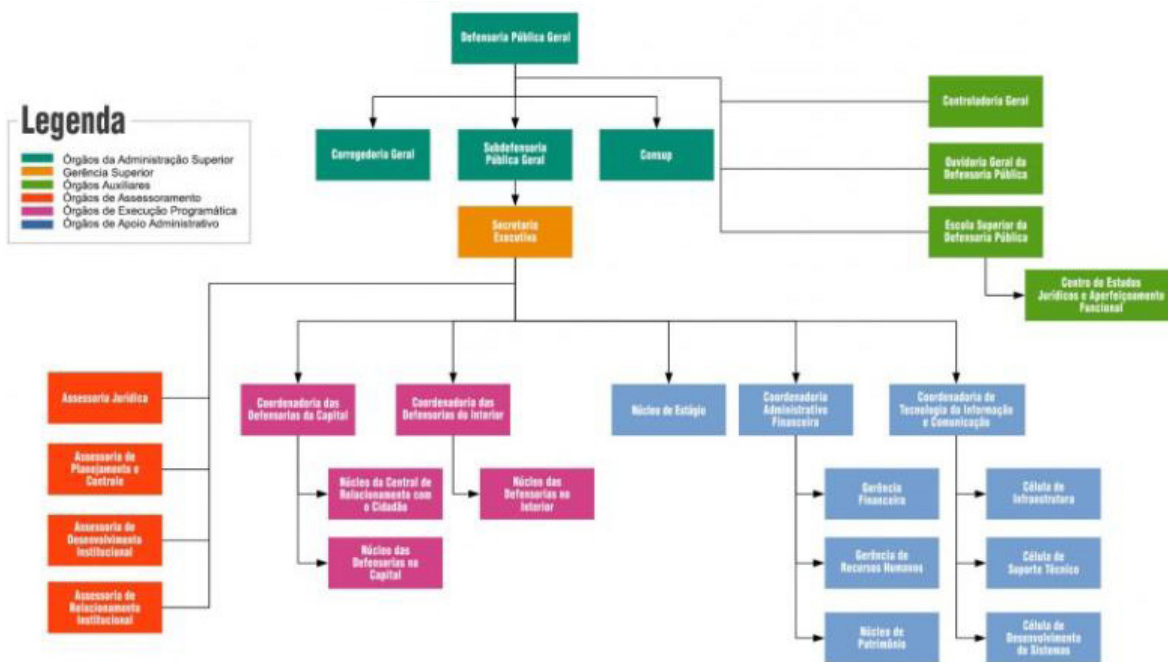 Defensoria Pública Geral
Legenda
Órgãos da Administração Superior
Gerência Superior
Órgãos Auxiliares
Órgãos de Assessoramento
Órgãos de Execução Programática
Órgãos de Apoio Administrativo
Corregedoria Geral
Subdefensoria
Pública Geral
Consup
Controladoria Geral
Ouvidoria Geral da
Defensoria Pública
Escola Superior da
Defensoria Pública
Centro de Estudos
Jurídicos e Aperfeiçoamento
Funcional
Secretaria
Executiva
Assessoria Jurídica
Assessoria de
Planejamento e
Controle
Assessoria de
Desenvolvimento
Institucional
Assessoria de
Relacionamento
Institucional
Coordenadoria das
Defensorias da Capital
Núcleo da Central de
Relacionamento com
o Cidadão
Núcleo das
Defensorias na
Capital
Coordenadoria das
Defensorias do Interior
Núcleo das
Defensorias no
Interior
Núcleo de Estágio
Coordenadoria
Administrativo
Financeira
Gerência
Financeira
Gerência de
Recursos Humanos
Núcleo de
Patrimônio
Coordenadoria de
Tecnologia da Informação
e Comunicação
Célula de
Infraestrutura
Célula de
Suporte Técnico
Célula de
Desenvolvimento
de Sistemas